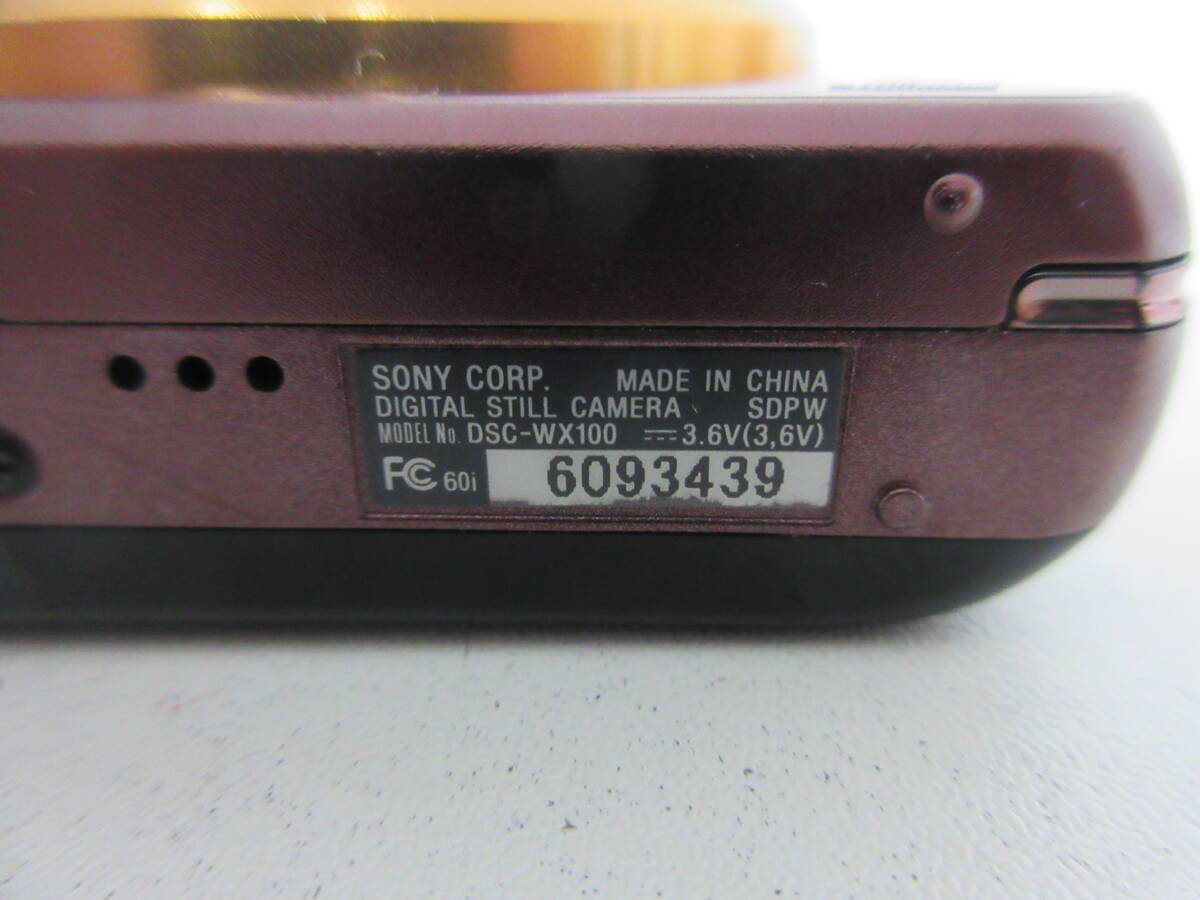 SONY CORP. MADE IN CHINA
DIGITAL STILL CAMERA SDPW
MODEL No. DSC-WX100 ⎓3.6V(3,6V)
FC 60i 6093439